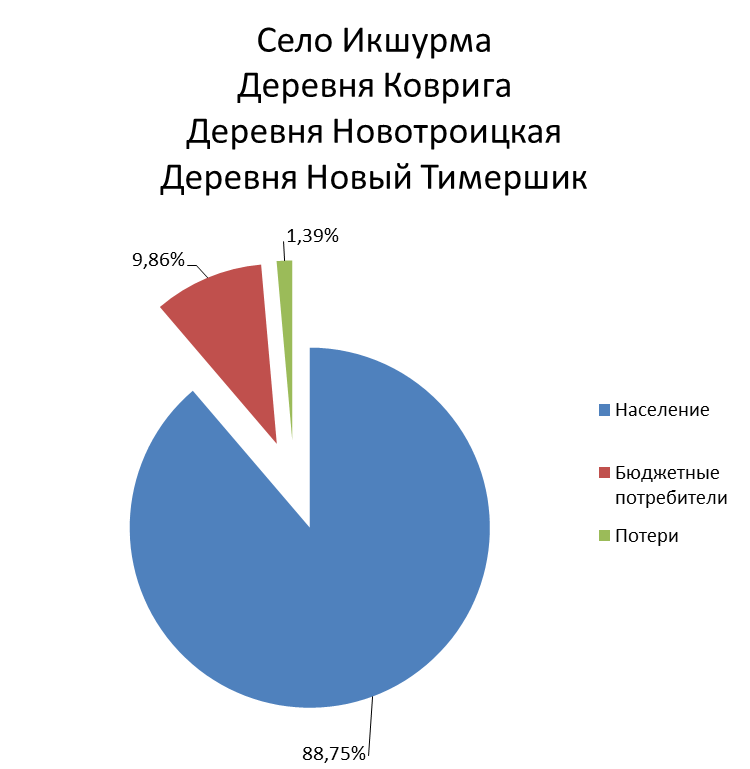 Село Икшурма
Деревня Коврига
Деревня Новотроицкая
Деревня Новый Тимершик
1,39%
9,86%
Население
Бюджетные
потребители
Потери
88,75%